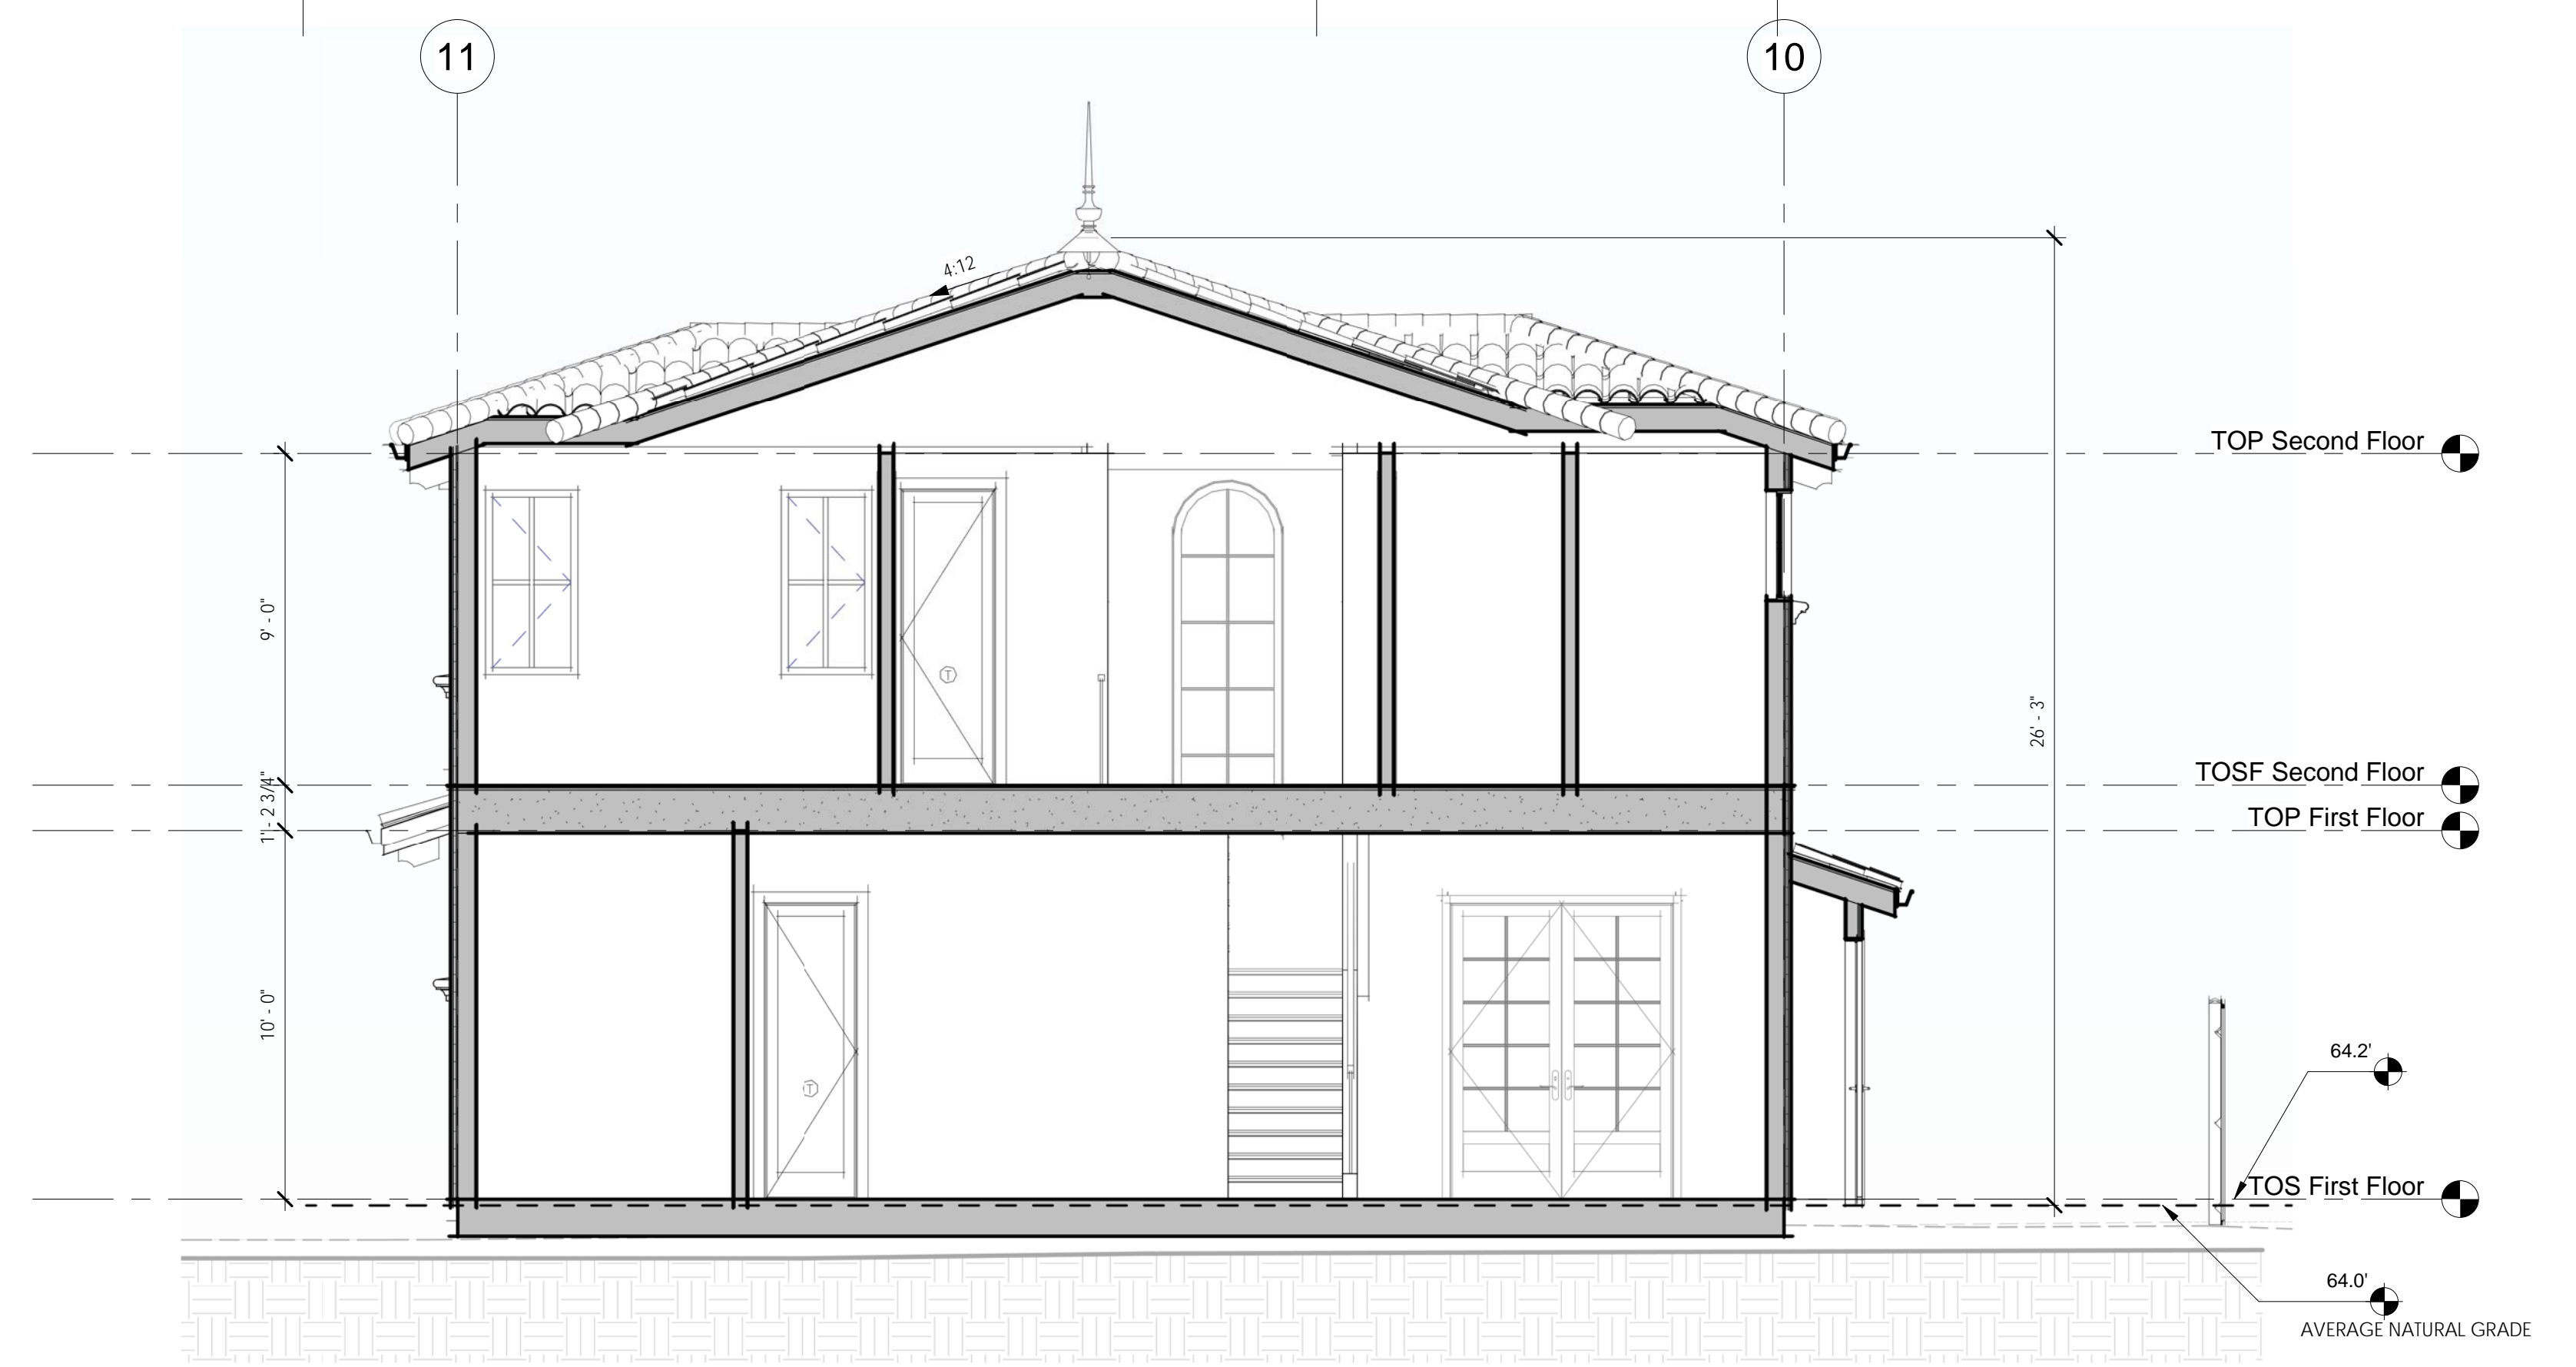 11
10
4:12
TOP Second Floor
9' - 0"
26' - 3"
TOSF Second Floor
1' - 2 3/4"
TOP First Floor
10' - 0"
T
T
64.2'
TOS First Floor
64.0'
AVERAGE NATURAL GRADE